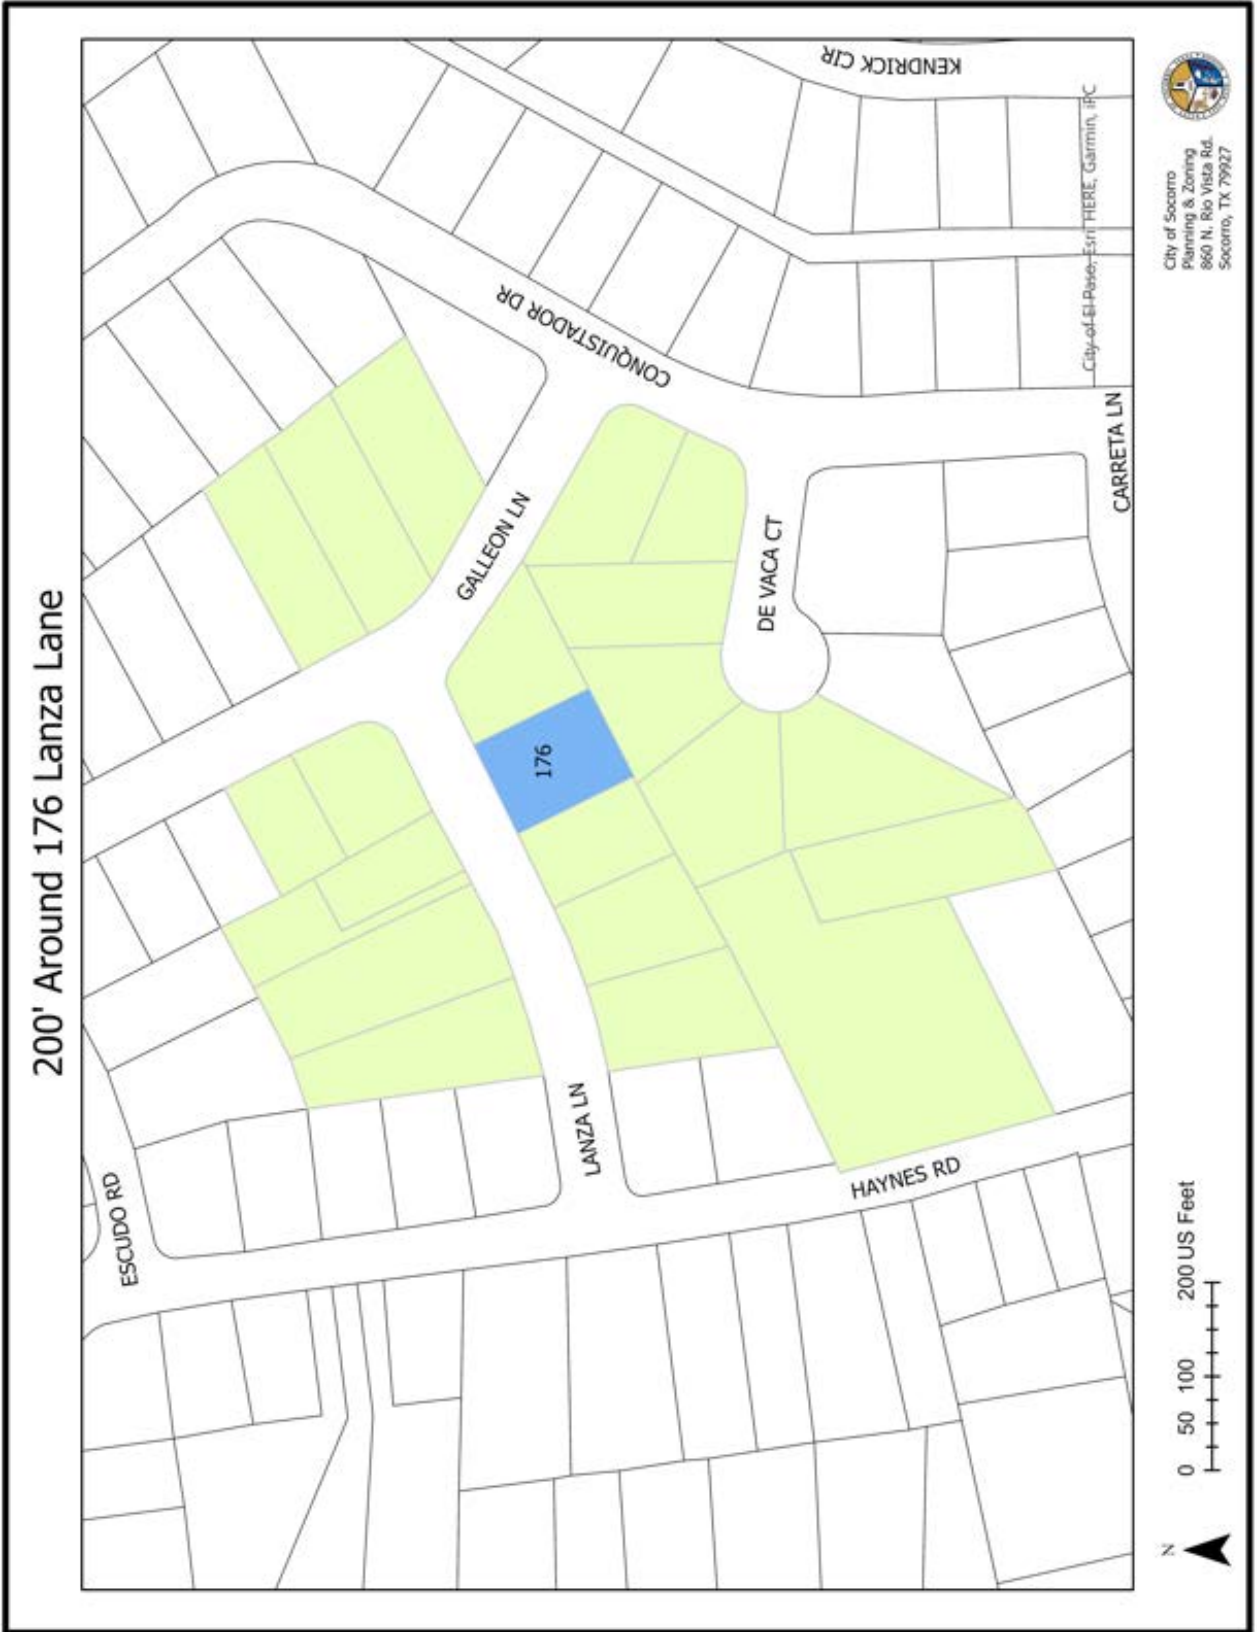 200' Around 176 Lanza Lane
ESCUDO RD
LANZA LN
HAYNES RD
176
GALLEON LN
CONQUISTADOR DR
DE VACA CT
CARRETA LN
KENDRICK CIR
City of El Paso, Esri, HERE, Garmin, iPC
N
0 50 100 200 US Feet
City of Socorro
Planning & Zoning
860 N. Rio Vista Rd.
Socorro, TX 79927